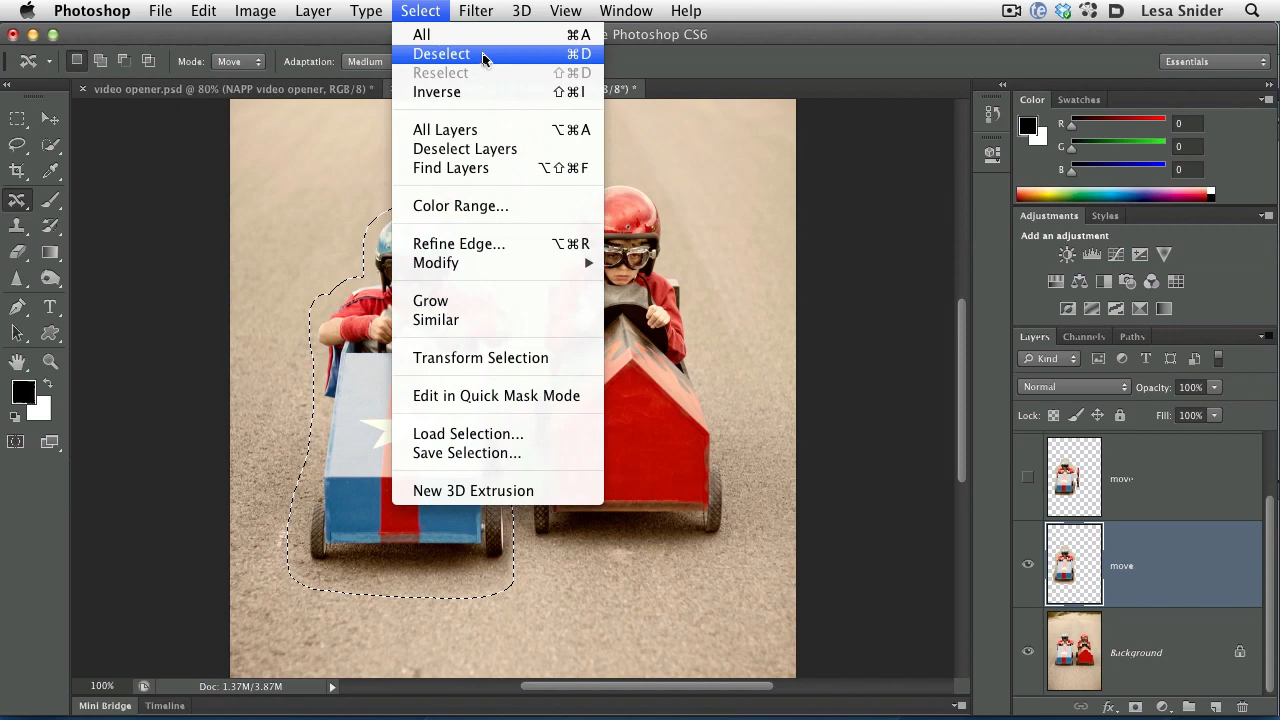 Photoshop File Edit Image Layer Type Select Filter 3D View Window Help Lesa Snider
Photoshop CS6
Mode: Move Adaptation: Medium Essentials
video opener.psd @ 80% (NAPP video opener, RGB/8) * /8*) *
All ⌘A
Deselect ⌘D
Reselect ⇧⌘D
Inverse ⇧⌘I
All Layers ⌥⌘A
Deselect Layers
Find Layers ⌥⇧⌘F
Color Range...
Refine Edge... ⌥⌘R
Modify
Grow
Similar
Transform Selection
Edit in Quick Mask Mode
Load Selection...
Save Selection...
New 3D Extrusion
Color Swatches
R 0
G 0
B 0
Adjustments Styles
Add an adjustment
Layers Channels Paths
Kind
Normal Opacity: 100%
Lock: Fill: 100%
move
move
Background
100% Doc: 1.37M/3.87M
Mini Bridge Timeline